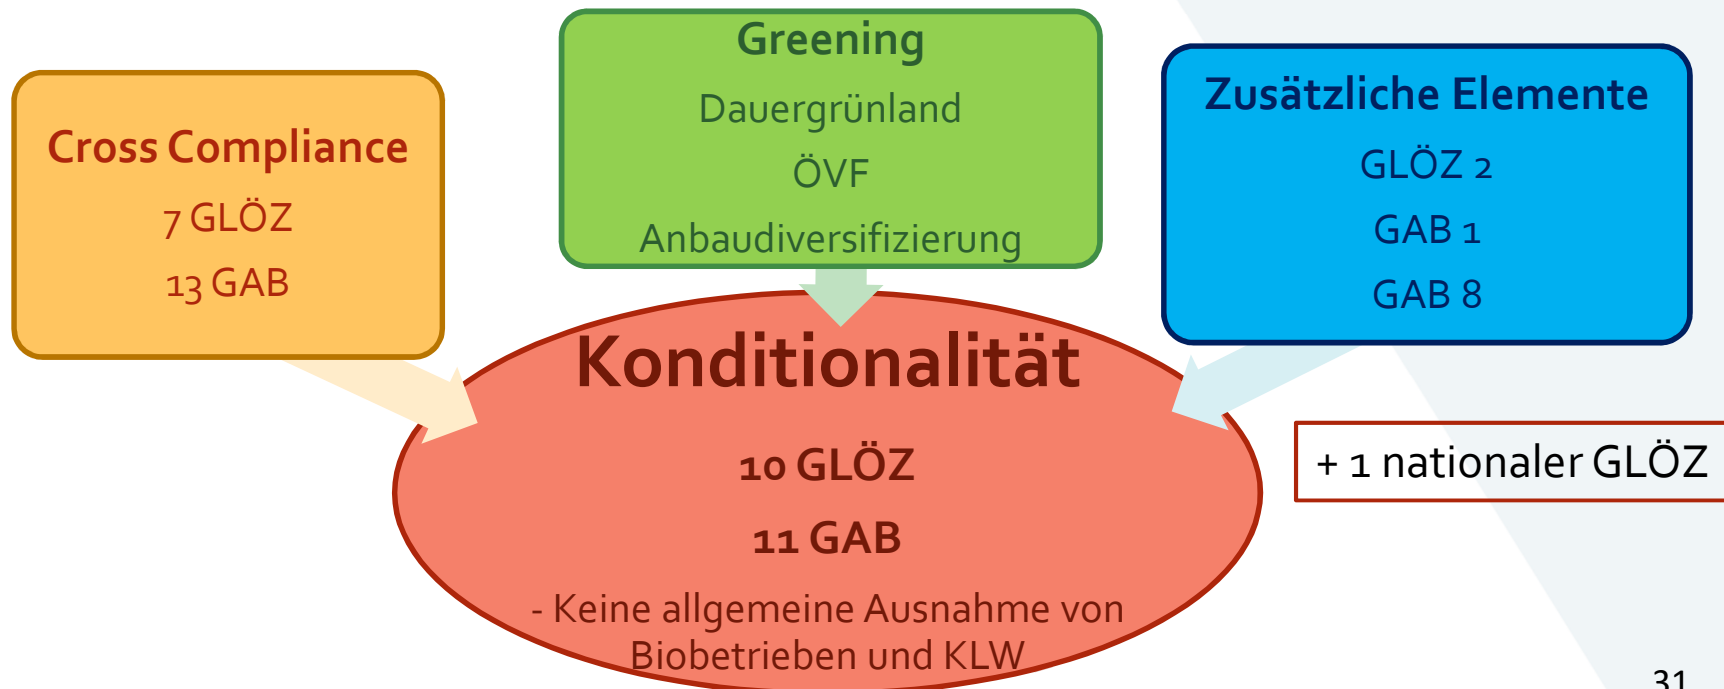 Cross Compliance
7 GLÖZ
13 GAB
Greening
Dauergrünland
ÖVF
Anbaudiversifizierung
Zusätzliche Elemente
GLÖZ 2
GAB 1
GAB 8
Konditionalität
10 GLÖZ
11 GAB
- Keine allgemeine Ausnahme von
Biobetrieben und KLW
+ 1 nationaler GLÖZ
31